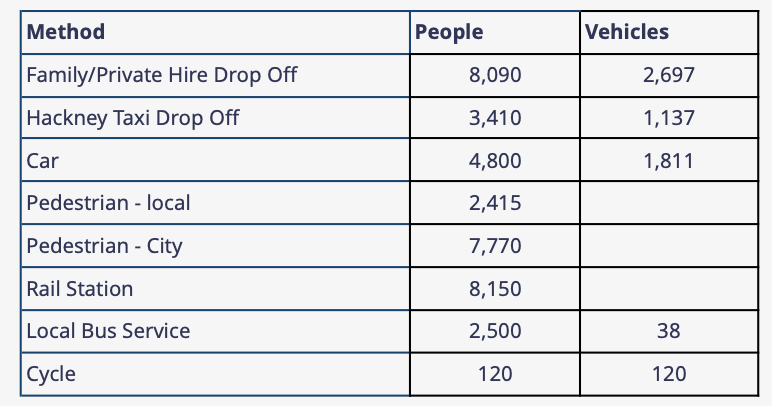 Method People Vehicles
Family/Private Hire Drop Off 8,090 2,697
Hackney Taxi Drop Off 3,410 1,137
Car 4,800 1,811
Pedestrian - local 2,415
Pedestrian - City 7,770
Rail Station 8,150
Local Bus Service 2,500 38
Cycle 120 120